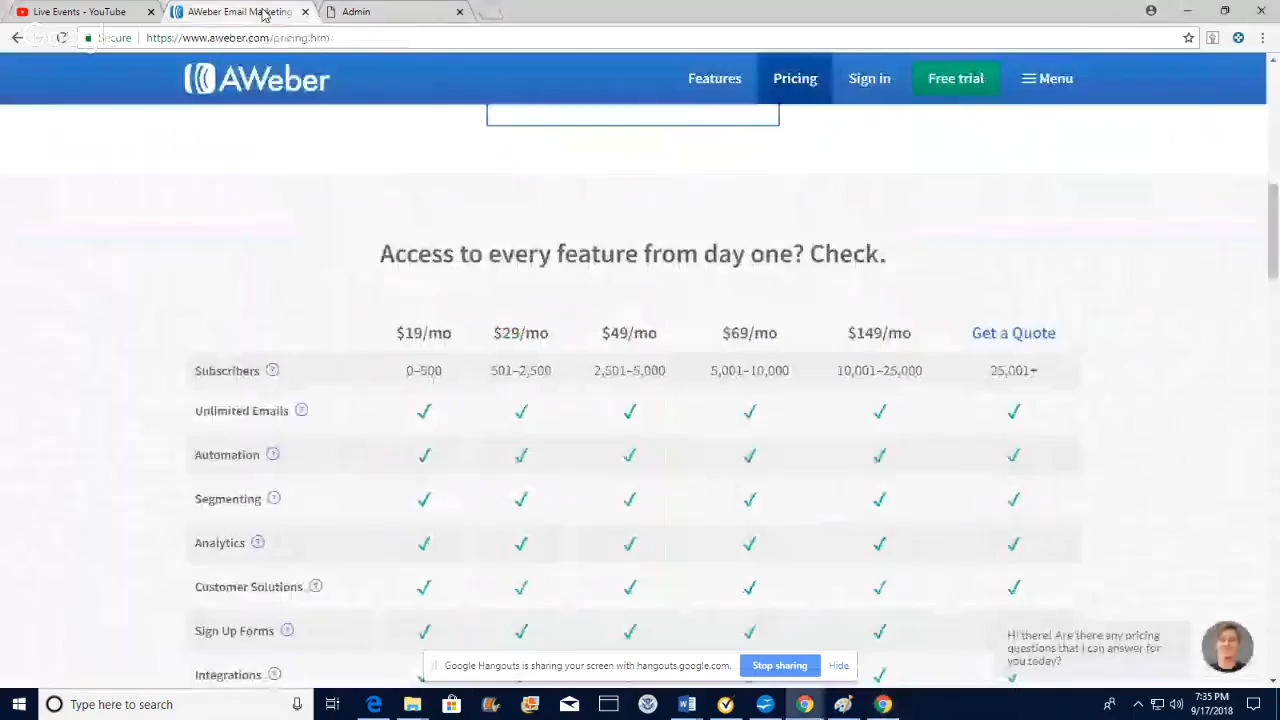 Live Events - YouTube
AWeber Email Marketing
Admin
Secure https://www.aweber.com/pricing.htm
AWeber
Features
Pricing
Sign in
Free trial
Menu
Access to every feature from day one? Check.
$19/mo $29/mo $49/mo $69/mo $149/mo Get a Quote
Subscribers 0–500 501–2,500 2,501–5,000 5,001–10,000 10,001–25,000 25,001+
Unlimited Emails
Automation
Segmenting
Analytics
Customer Solutions
Sign Up Forms
Integrations
Hi there! Are there any pricing
questions that I can answer for
you today?
Google Hangouts is sharing your screen with hangouts.google.com.
Stop sharing
Hide
Type here to search
7:35 PM
9/17/2018